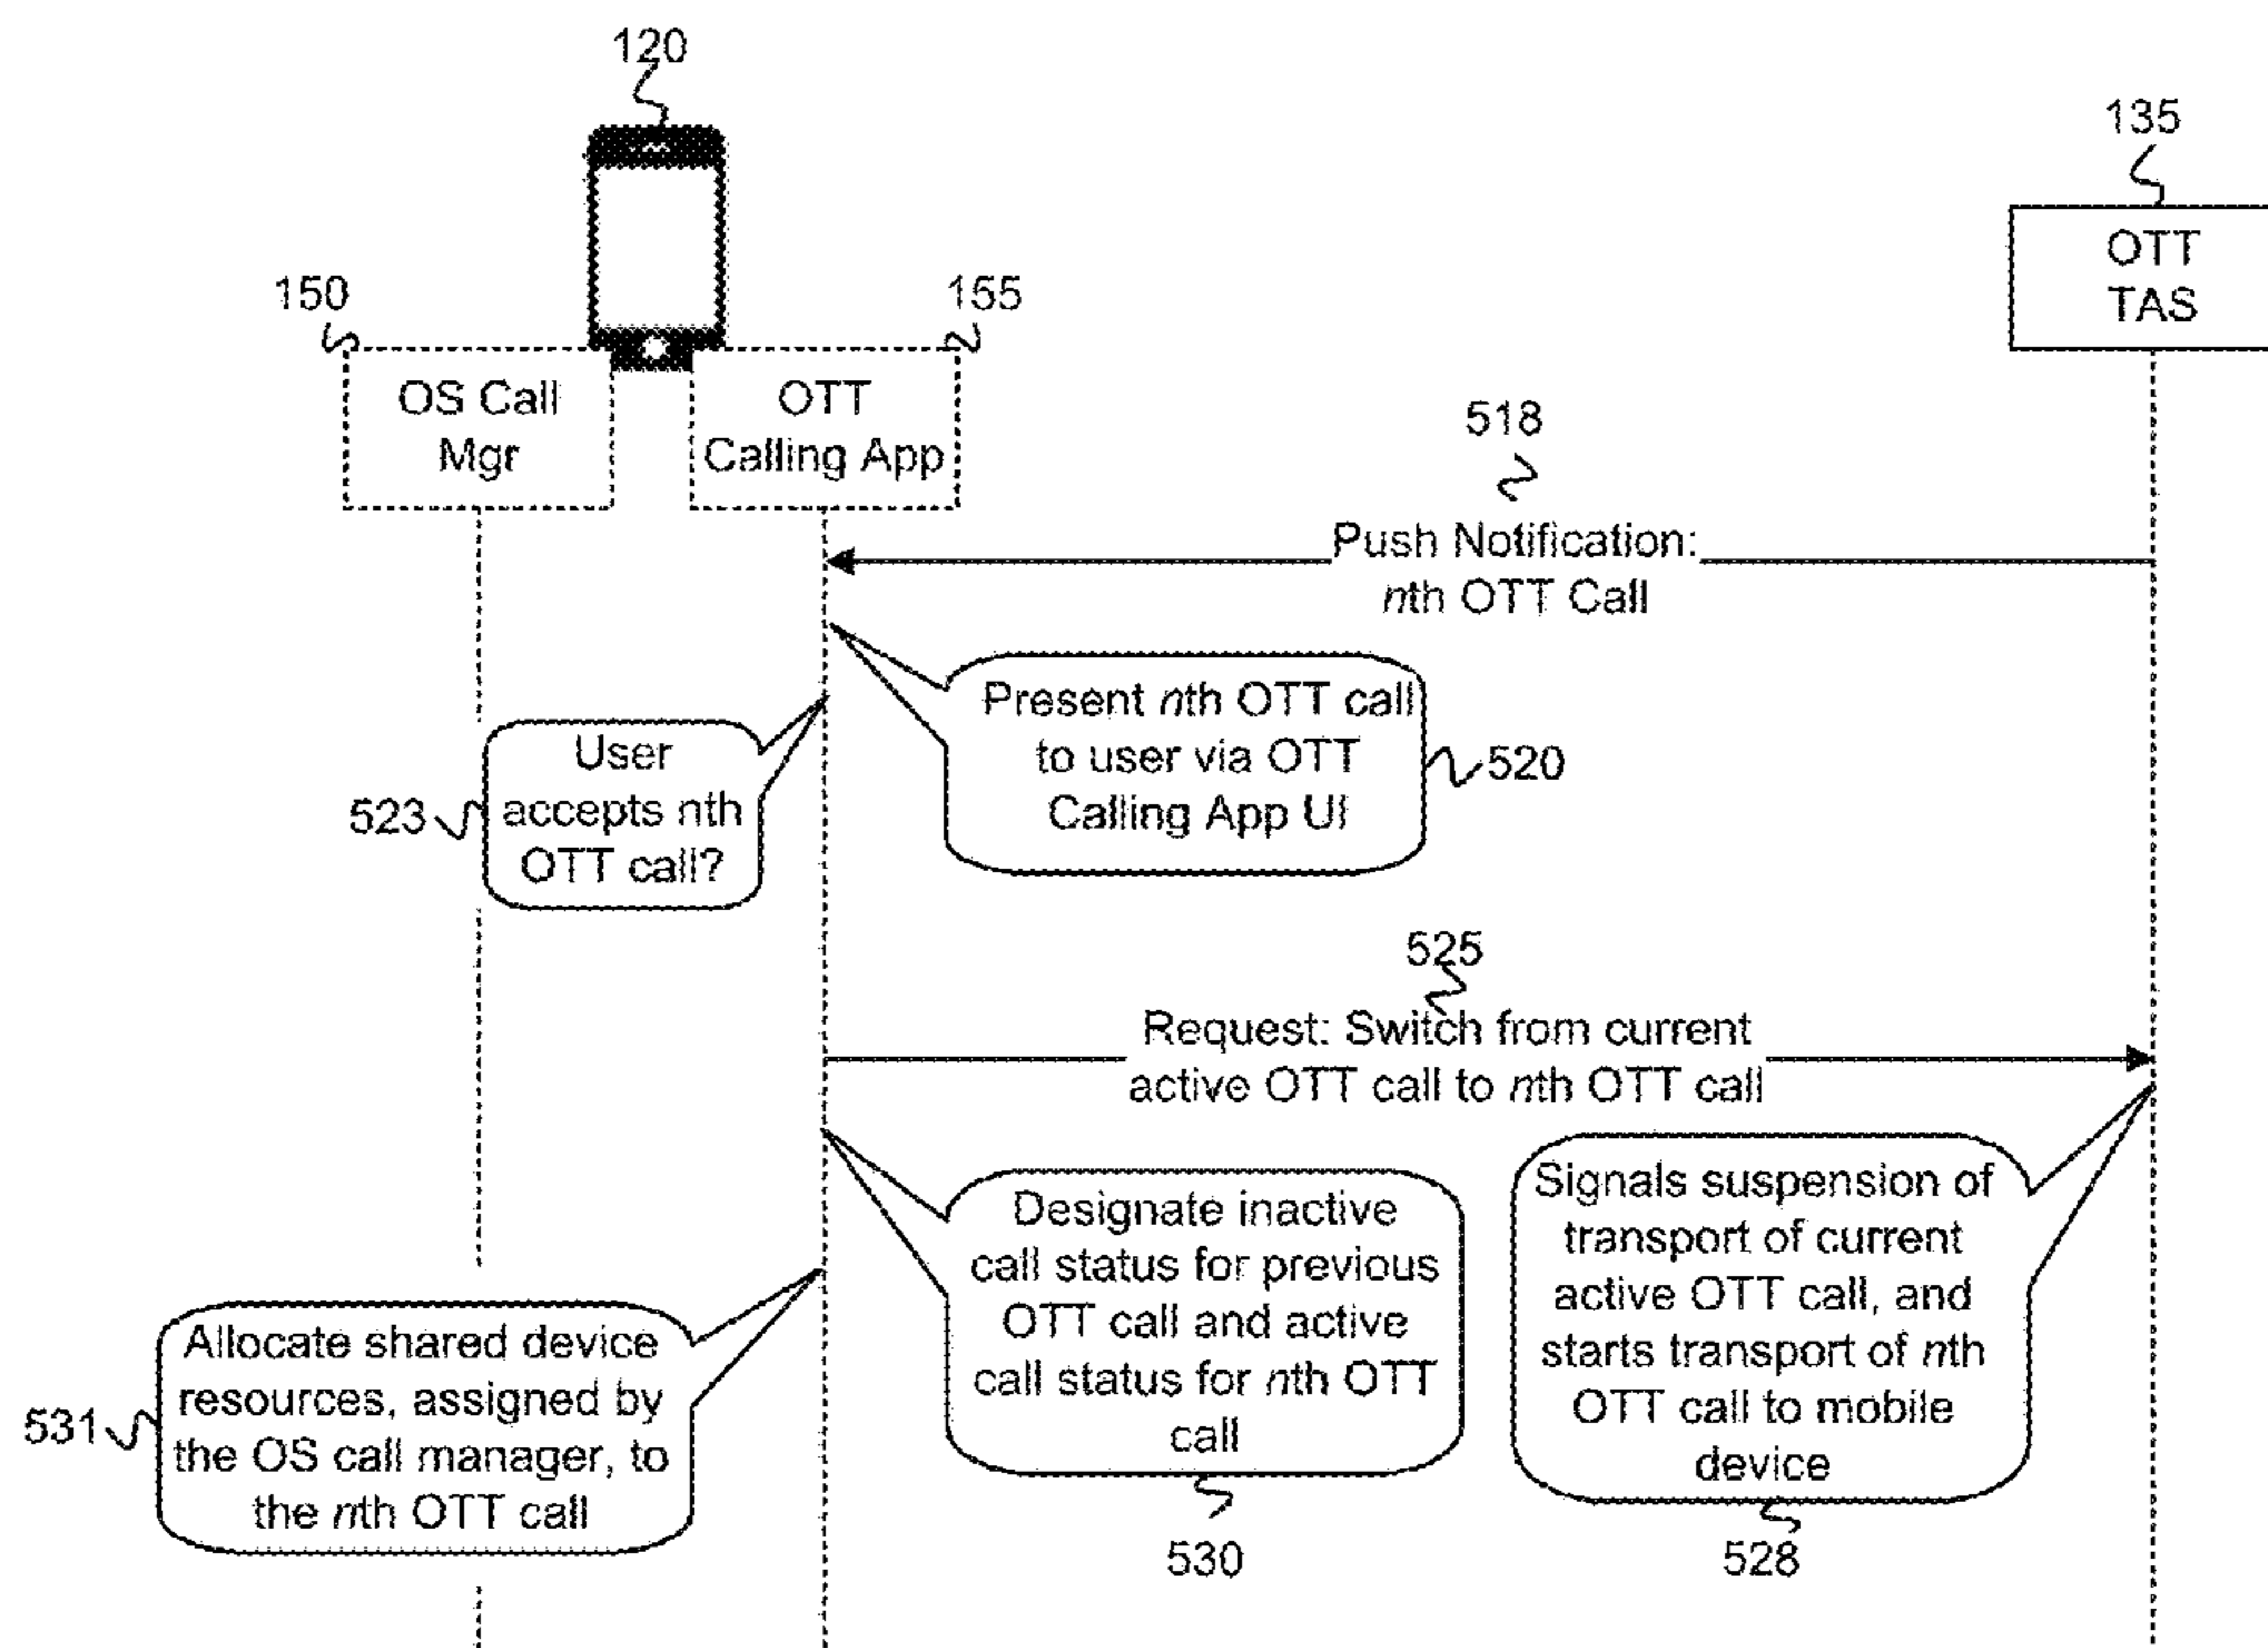 120
135
150
155
OTT
TAS
OS Call
Mgr
OTT
Calling App
518
Push Notification:
nth OTT Call
Present nth OTT call
to user via OTT
Calling App UI
520
User
accepts nth
OTT call?
523
525
Request: Switch from current
active OTT call to nth OTT call
Signals suspension of
transport of current
active OTT call, and
starts transport of nth
OTT call to mobile
device
528
Designate inactive
call status for previous
OTT call and active
call status for nth OTT
call
530
Allocate shared device
resources, assigned by
the OS call manager, to
the nth OTT call
531